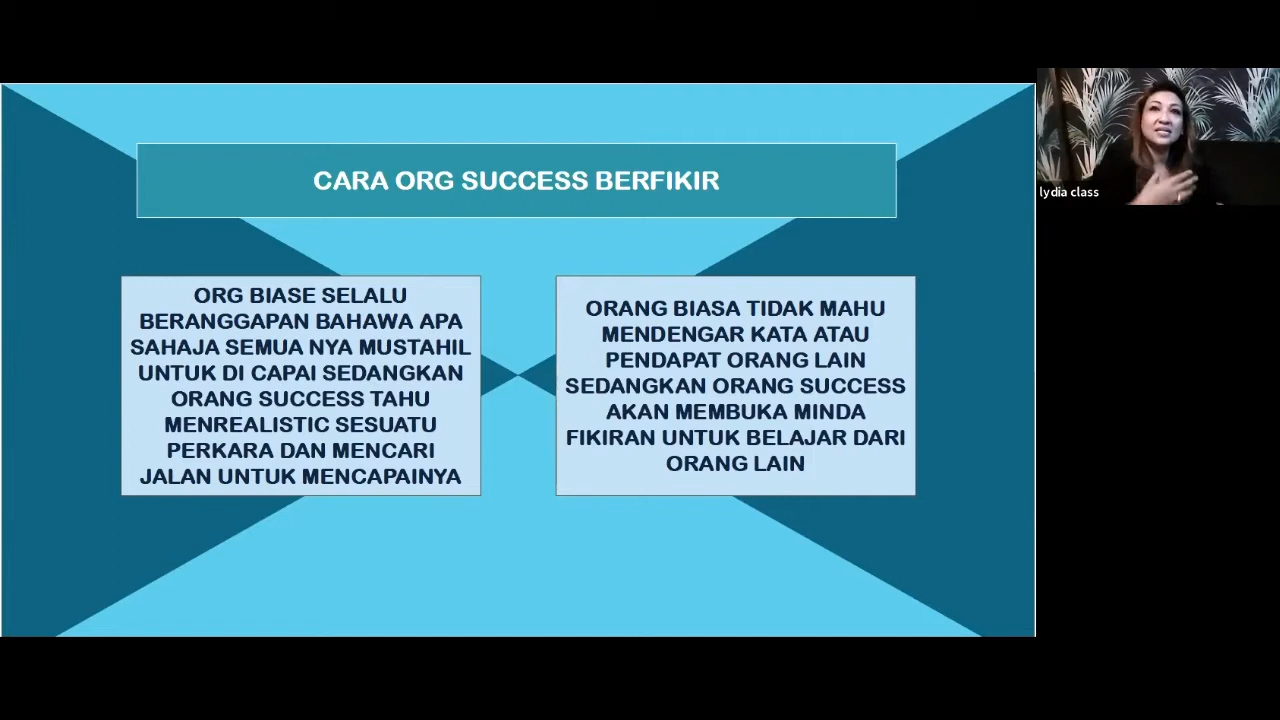 CARA ORG SUCCESS BERFIKIR
ORG BIASE SELALU
BERANGGAPAN BAHAWA APA
SAHAJA SEMUA NYA MUSTAHIL
UNTUK DI CAPAI SEDANGKAN
ORANG SUCCESS TAHU
MENREALISTIC SESUATU
PERKARA DAN MENCARI
JALAN UNTUK MENCAPAINYA
ORANG BIASA TIDAK MAHU
MENDENGAR KATA ATAU
PENDAPAT ORANG LAIN
SEDANGKAN ORANG SUCCESS
AKAN MEMBUKA MINDA
FIKIRAN UNTUK BELAJAR DARI
ORANG LAIN
lydia class